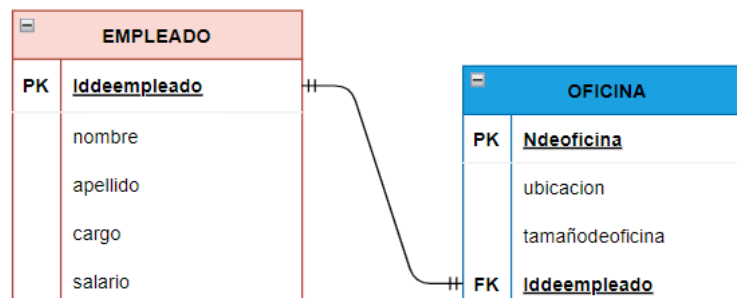 EMPLEADO
PK Iddeempleado
nombre
apellido
cargo
salario
OFICINA
PK Ndeoficina
ubicacion
tamañodeoficina
FK Iddeempleado